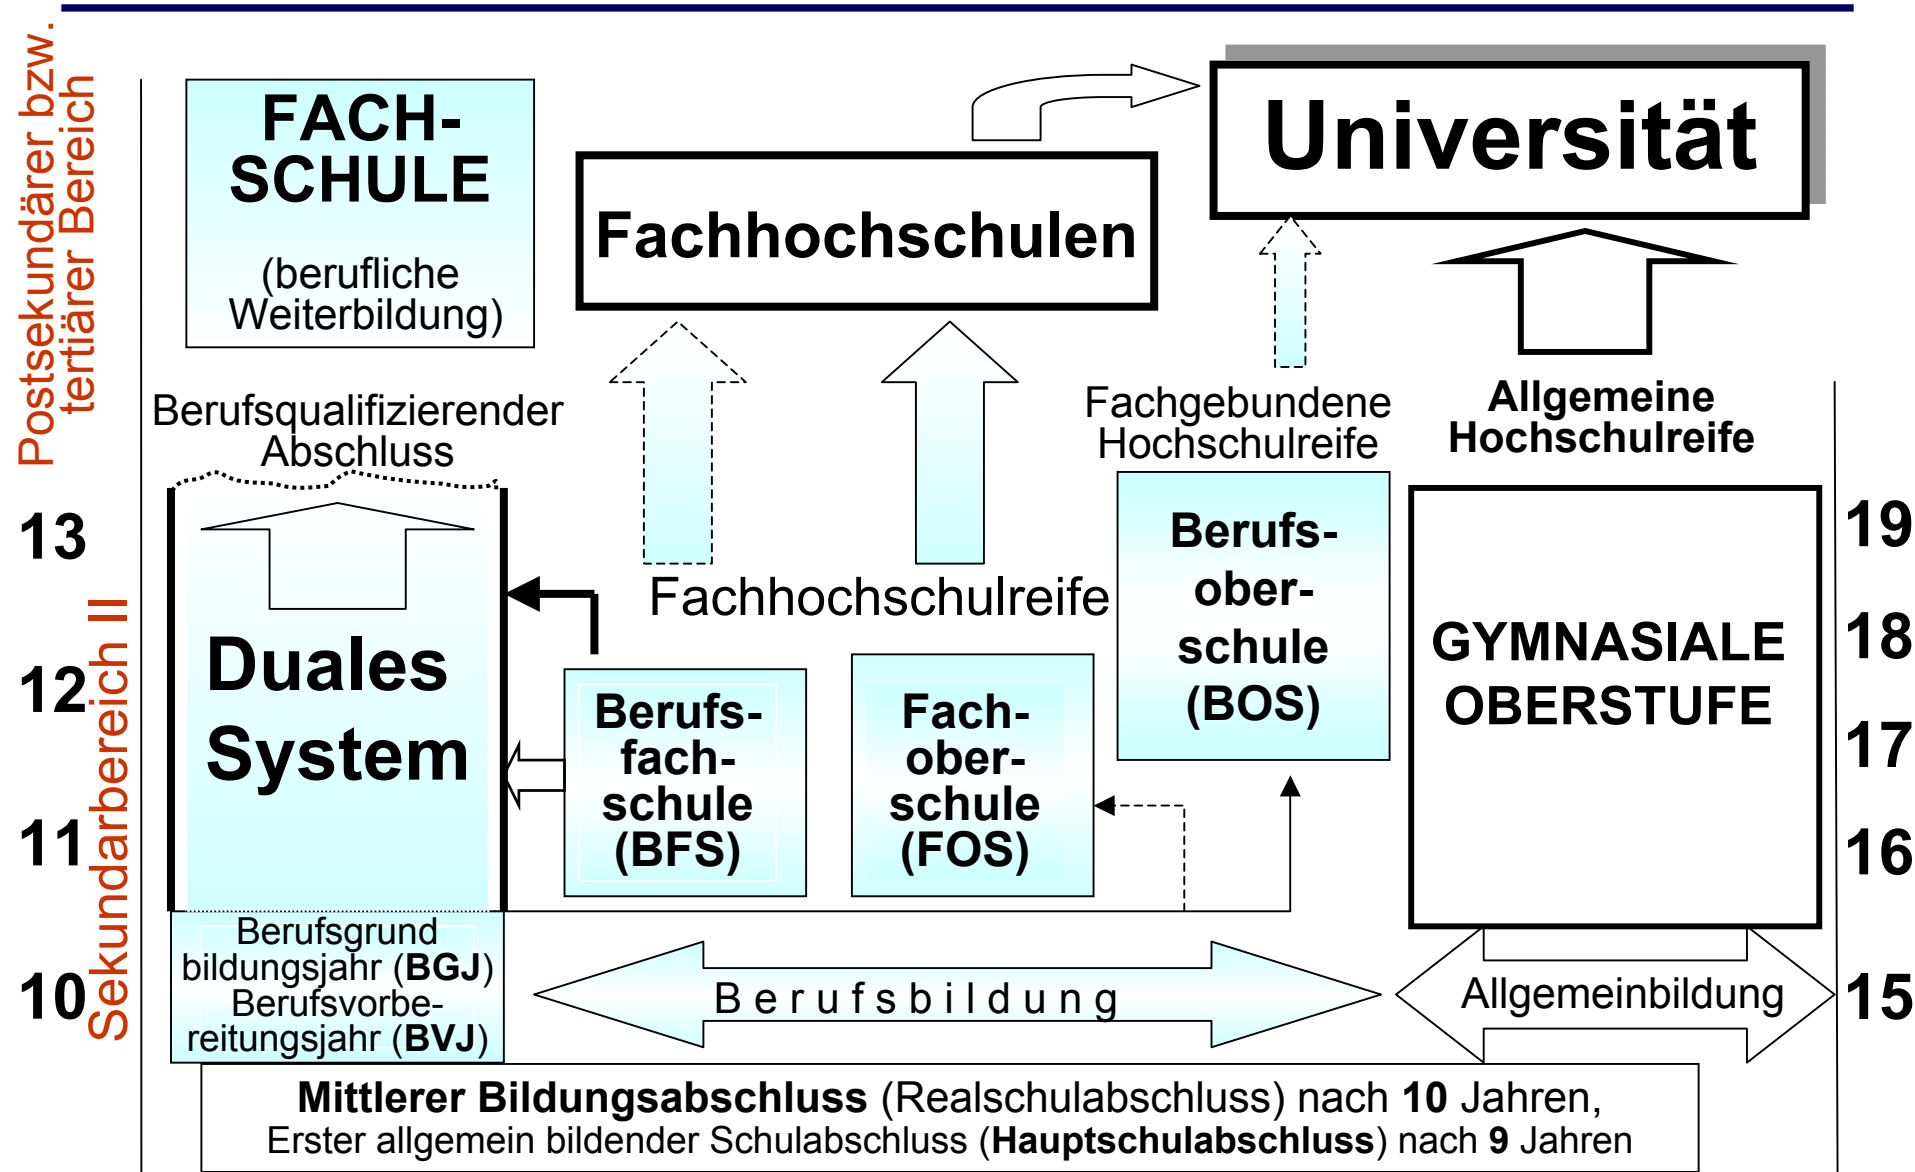 Postsekundärer bzw.
tertiärer Bereich
FACH-
SCHULE
(berufliche
Weiterbildung)
Fachhochschulen
Universität
Berufsqualifizierender
Abschluss
Fachgebundene
Hochschulreife
Allgemeine
Hochschulreife
Fachhochschulreife
Sekundarbereich II
13
12
11
10
Duales
System
Berufs-
fach-
schule
(BFS)
Fach-
ober-
schule
(FOS)
Berufs-
ober-
schule
(BOS)
GYMNASIALE
OBERSTUFE
19
18
17
16
15
Berufsgrund
bildungsjahr (BGJ)
Berufsvorbe-
reitungsjahr (BVJ)
Berufsbildung
Allgemeinbildung
Mittlerer Bildungsabschluss (Realschulabschluss) nach 10 Jahren,
Erster allgemein bildender Schulabschluss (Hauptschulabschluss) nach 9 Jahren